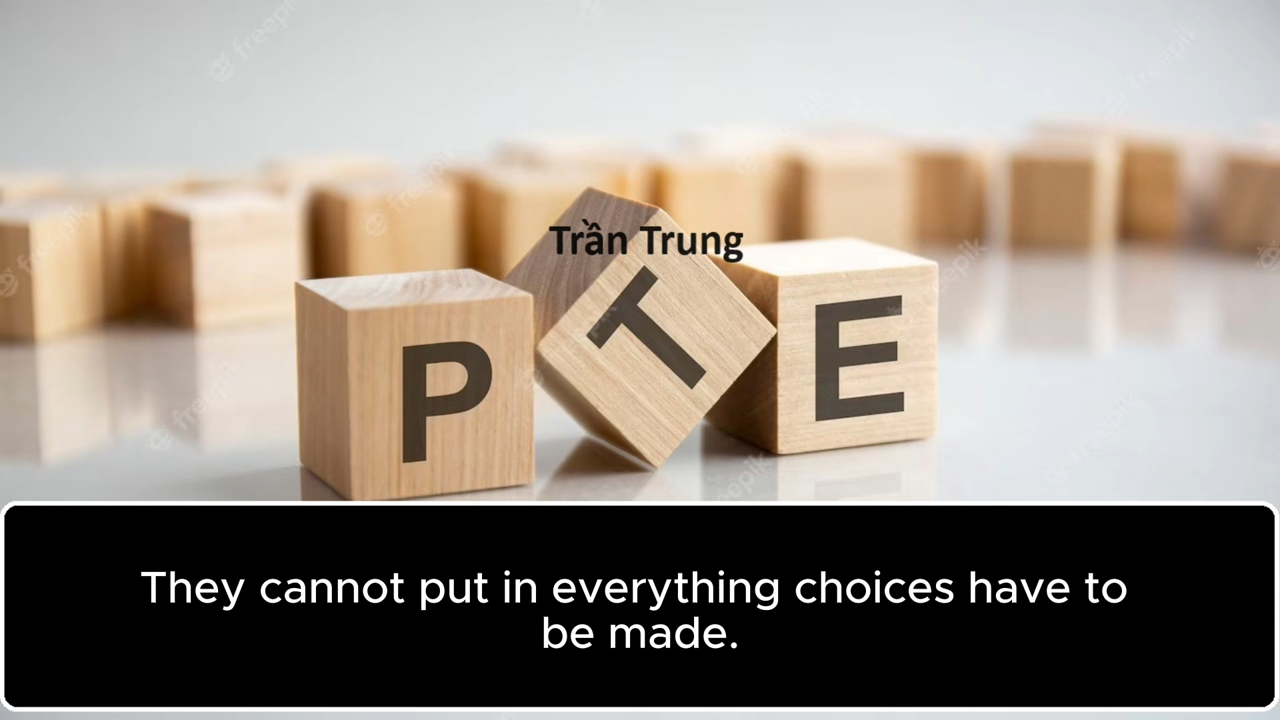 Trần Trung
P T E
They cannot put in everything choices have to
be made.